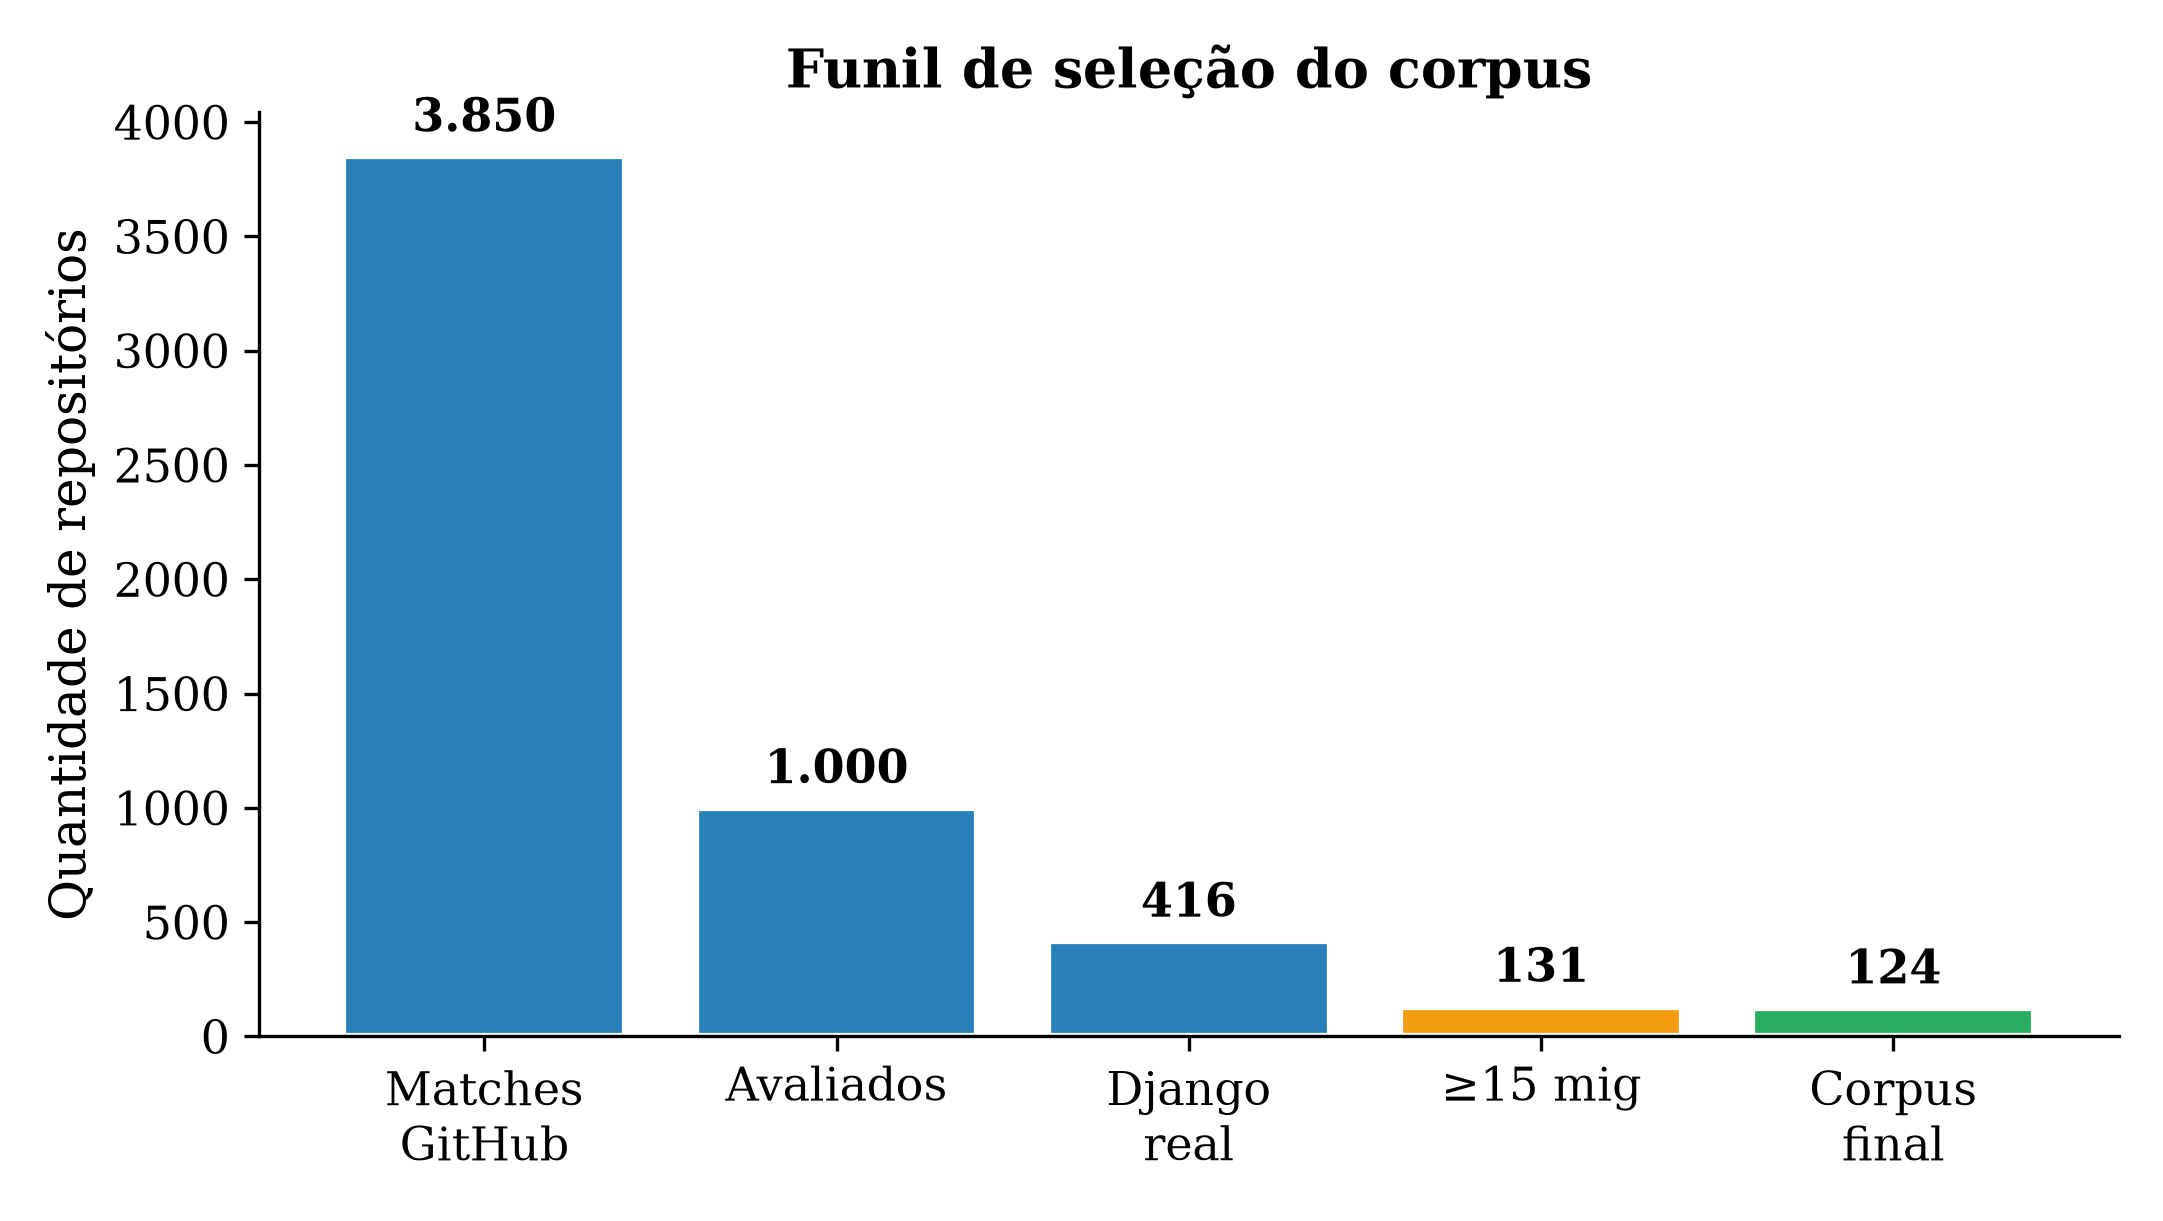 Funil de seleção do corpus
Quantidade de repositórios
4000
3500
3000
2500
2000
1500
1000
500
0
3.850
1.000
416
131
124
Matches
GitHub
Avaliados
Django
real
≥15 mig
Corpus
final